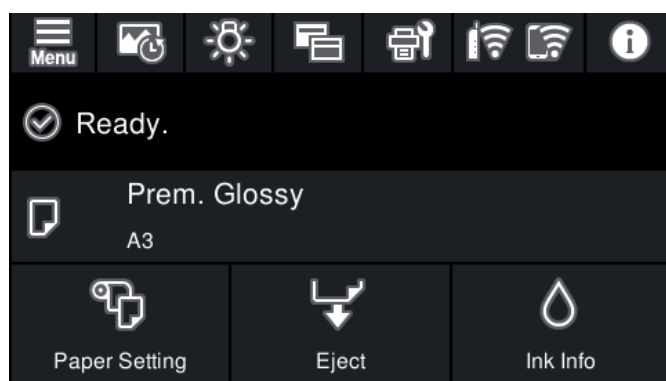 Menu
Ready.
Prem. Glossy
A3
Paper Setting
Eject
Ink Info